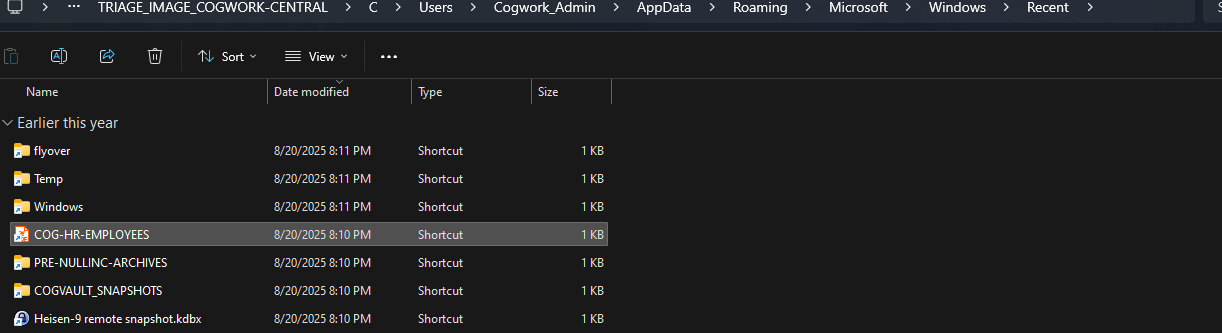 TRIAGE_IMAGE_COGWORK-CENTRAL > C > Users > Cogwork_Admin > AppData > Roaming > Microsoft > Windows > Recent >
Sort View
Name Date modified Type Size
Earlier this year
flyover 8/20/2025 8:11 PM Shortcut 1 KB
Temp 8/20/2025 8:11 PM Shortcut 1 KB
Windows 8/20/2025 8:11 PM Shortcut 1 KB
COG-HR-EMPLOYEES 8/20/2025 8:10 PM Shortcut 1 KB
PRE-NULLINC-ARCHIVES 8/20/2025 8:10 PM Shortcut 1 KB
COGVAULT_SNAPSHOTS 8/20/2025 8:10 PM Shortcut 1 KB
Heisen-9 remote snapshot.kdbx 8/20/2025 8:10 PM Shortcut 1 KB